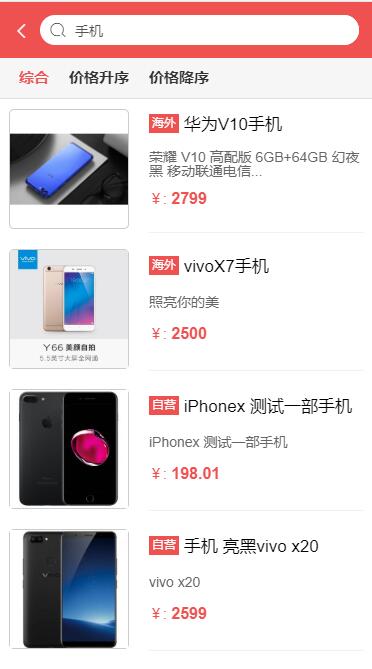 手机
综合 价格升序 价格降序
海外 华为V10手机
荣耀 V10 高配版 6GB+64GB 幻夜
黑 移动联通电信...
￥: 2799
vivo
Y66 美颜自拍
5.5英寸大屏全网通
海外 vivoX7手机
照亮你的美
￥: 2500
自营 iPhonex 测试一部手机
iPhonex 测试一部手机
￥: 198.01
vivo
自营 手机 亮黑vivo x20
vivo x20
￥: 2599